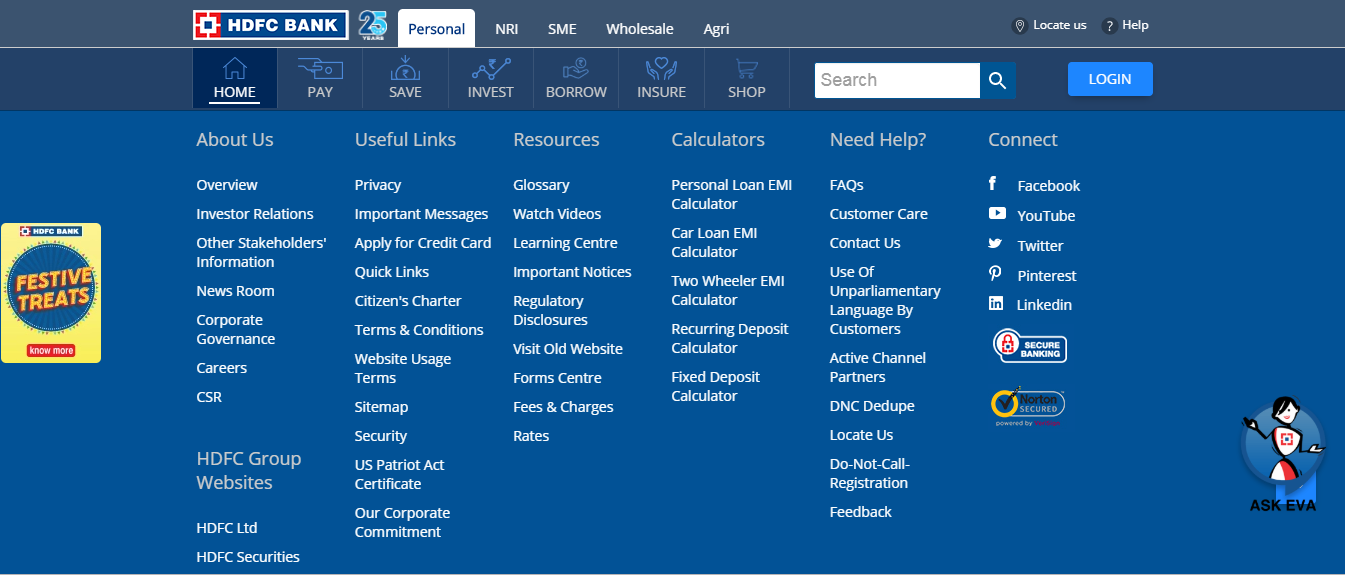 HDFC BANK
25
YEARS
Personal
NRI
SME
Wholesale
Agri
Locate us
? Help
HOME
PAY
SAVE
INVEST
BORROW
INSURE
SHOP
Search
LOGIN
About Us
Overview
Investor Relations
Other Stakeholders'
Information
News Room
Corporate
Governance
Careers
CSR
HDFC Group
Websites
HDFC Ltd
HDFC Securities
Useful Links
Privacy
Important Messages
Apply for Credit Card
Quick Links
Citizen's Charter
Terms & Conditions
Website Usage
Terms
Sitemap
Security
US Patriot Act
Certificate
Our Corporate
Commitment
Resources
Glossary
Watch Videos
Learning Centre
Important Notices
Regulatory
Disclosures
Visit Old Website
Forms Centre
Fees & Charges
Rates
Calculators
Personal Loan EMI
Calculator
Car Loan EMI
Calculator
Two Wheeler EMI
Calculator
Recurring Deposit
Calculator
Fixed Deposit
Calculator
Need Help?
FAQs
Customer Care
Contact Us
Use Of
Unparliamentary
Language By
Customers
Active Channel
Partners
DNC Dedupe
Locate Us
Do-Not-Call-
Registration
Feedback
Connect
Facebook
YouTube
Twitter
Pinterest
Linkedin
SECURE
BANKING
Norton
SECURED
powered by
HDFC BANK
FESTIVE
TREATS
know more
ASK EVA